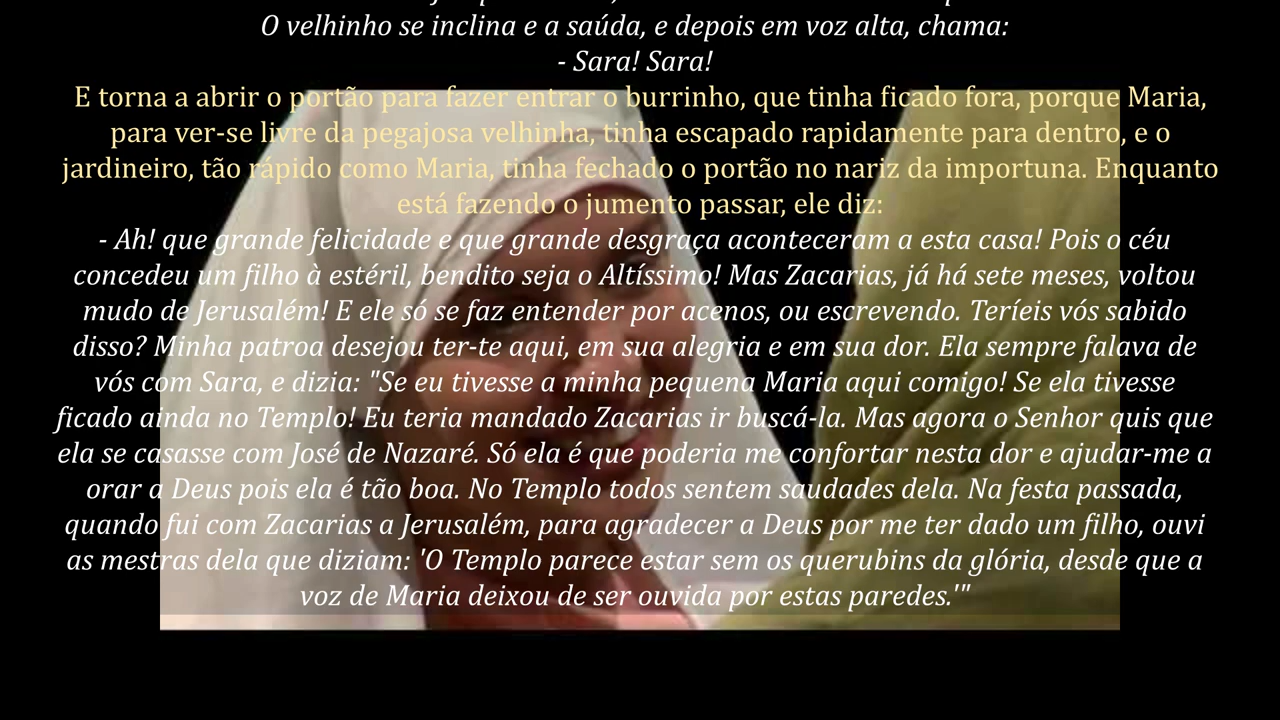 O velhinho se inclina e a saúda, e depois em voz alta, chama:
- Sara! Sara!
E torna a abrir o portão para fazer entrar o burrinho, que tinha ficado fora, porque Maria,
para ver-se livre da pegajosa velhinha, tinha escapado rapidamente para dentro, e o
jardineiro, tão rápido como Maria, tinha fechado o portão no nariz da importuna. Enquanto
está fazendo o jumento passar, ele diz:
- Ah! que grande felicidade e que grande desgraça aconteceram a esta casa! Pois o céu
concedeu um filho à estéril, bendito seja o Altíssimo! Mas Zacarias, já há sete meses, voltou
mudo de Jerusalém! E ele só se faz entender por acenos, ou escrevendo. Teríeis vós sabido
disso? Minha patroa desejou ter-te aqui, em sua alegria e em sua dor. Ela sempre falava de
vós com Sara, e dizia: "Se eu tivesse a minha pequena Maria aqui comigo! Se ela tivesse
ficado ainda no Templo! Eu teria mandado Zacarias ir buscá-la. Mas agora o Senhor quis que
ela se casasse com José de Nazaré. Só ela é que poderia me confortar nesta dor e ajudar-me a
orar a Deus pois ela é tão boa. No Templo todos sentem saudades dela. Na festa passada,
quando fui com Zacarias a Jerusalém, para agradecer a Deus por me ter dado um filho, ouvi
as mestras dela que diziam: 'O Templo parece estar sem os querubins da glória, desde que a
voz de Maria deixou de ser ouvida por estas paredes.'"